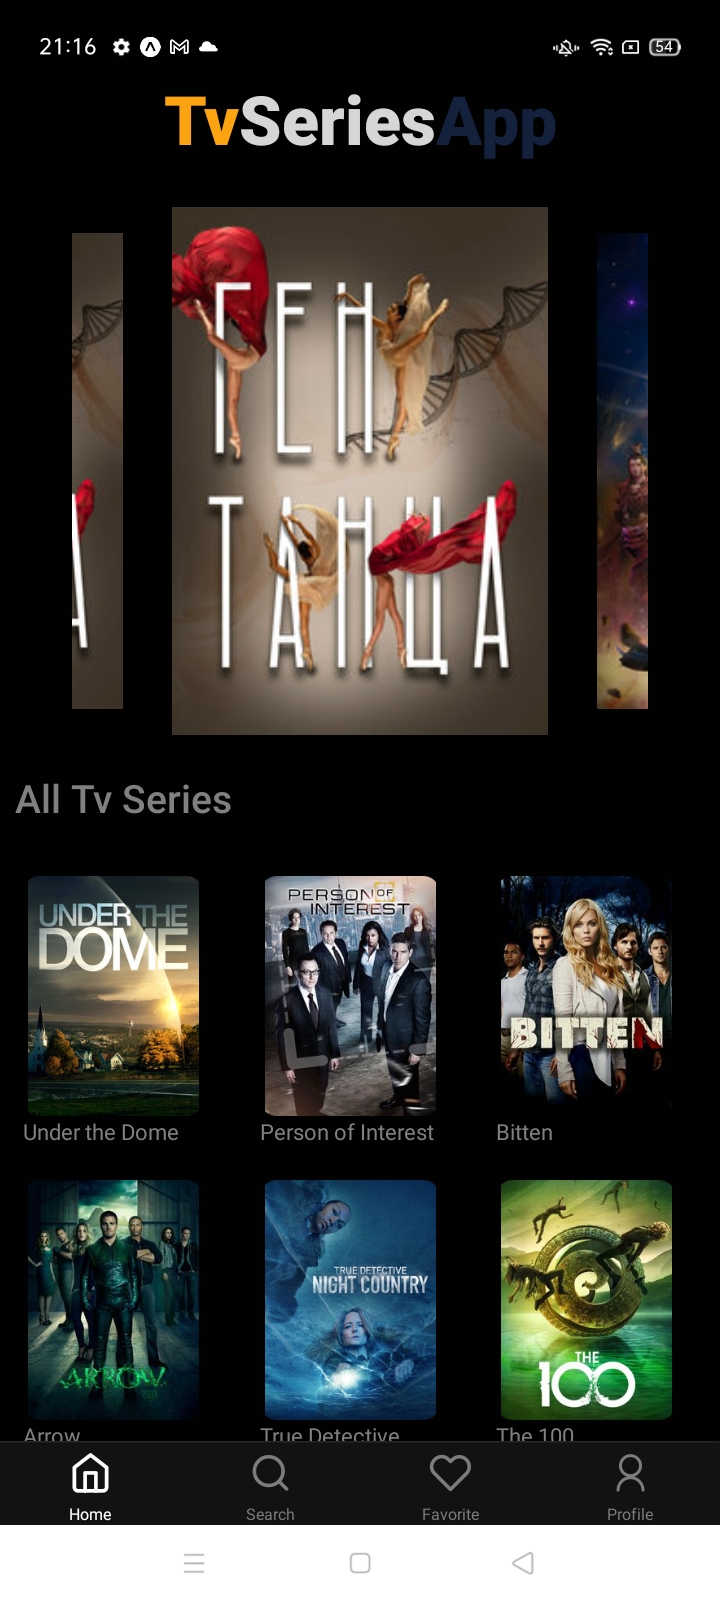 21:16
54
TvSeriesApp
ГЕН
ТАНЦА
А
All Tv Series
UNDER THE
DOME
PERSON OF
INTEREST
BITTEN
Under the Dome
Person of Interest
Bitten
ARROW
TRUE DETECTIVE
NIGHT COUNTRY
THE
100
Arrow
True Detective
The 100
Home
Search
Favorite
Profile